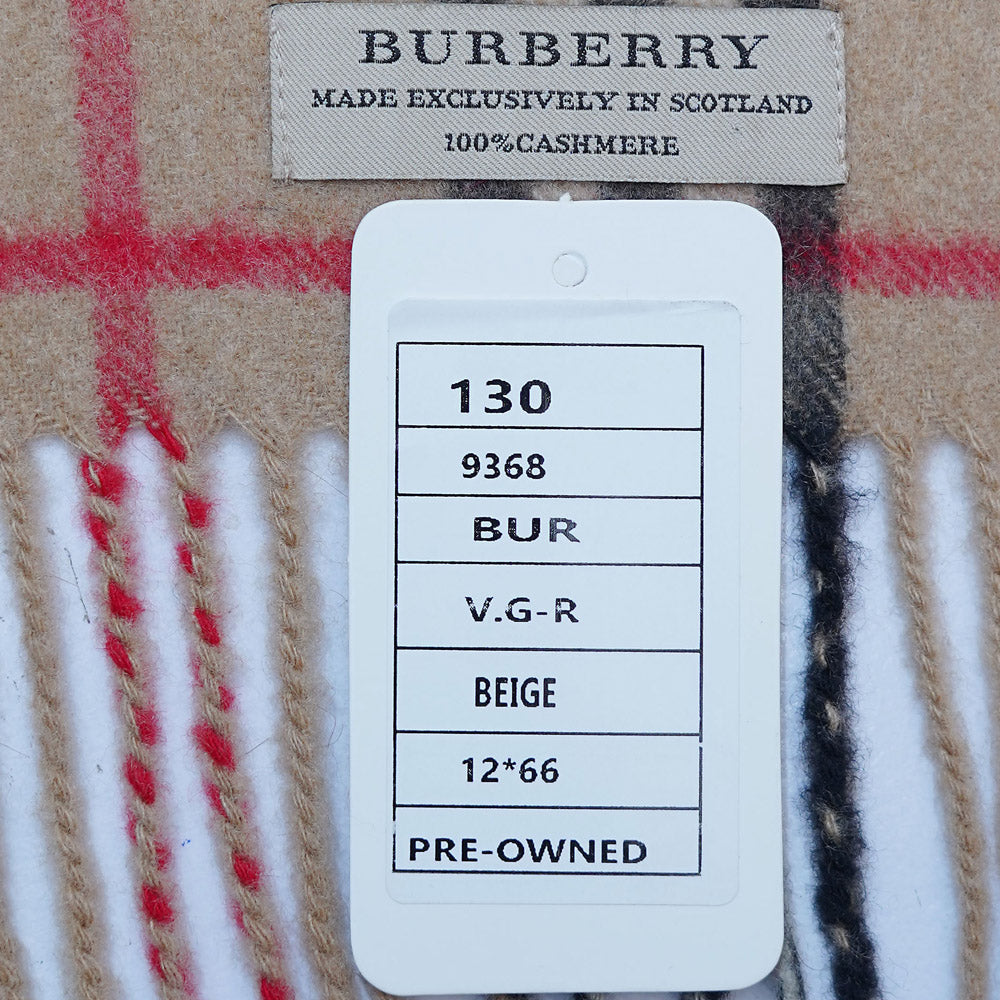 BURBERRY
MADE EXCLUSIVELY IN SCOTLAND
100%CASHMERE
130
9368
BUR
V.G-R
BEIGE
12*66
PRE-OWNED